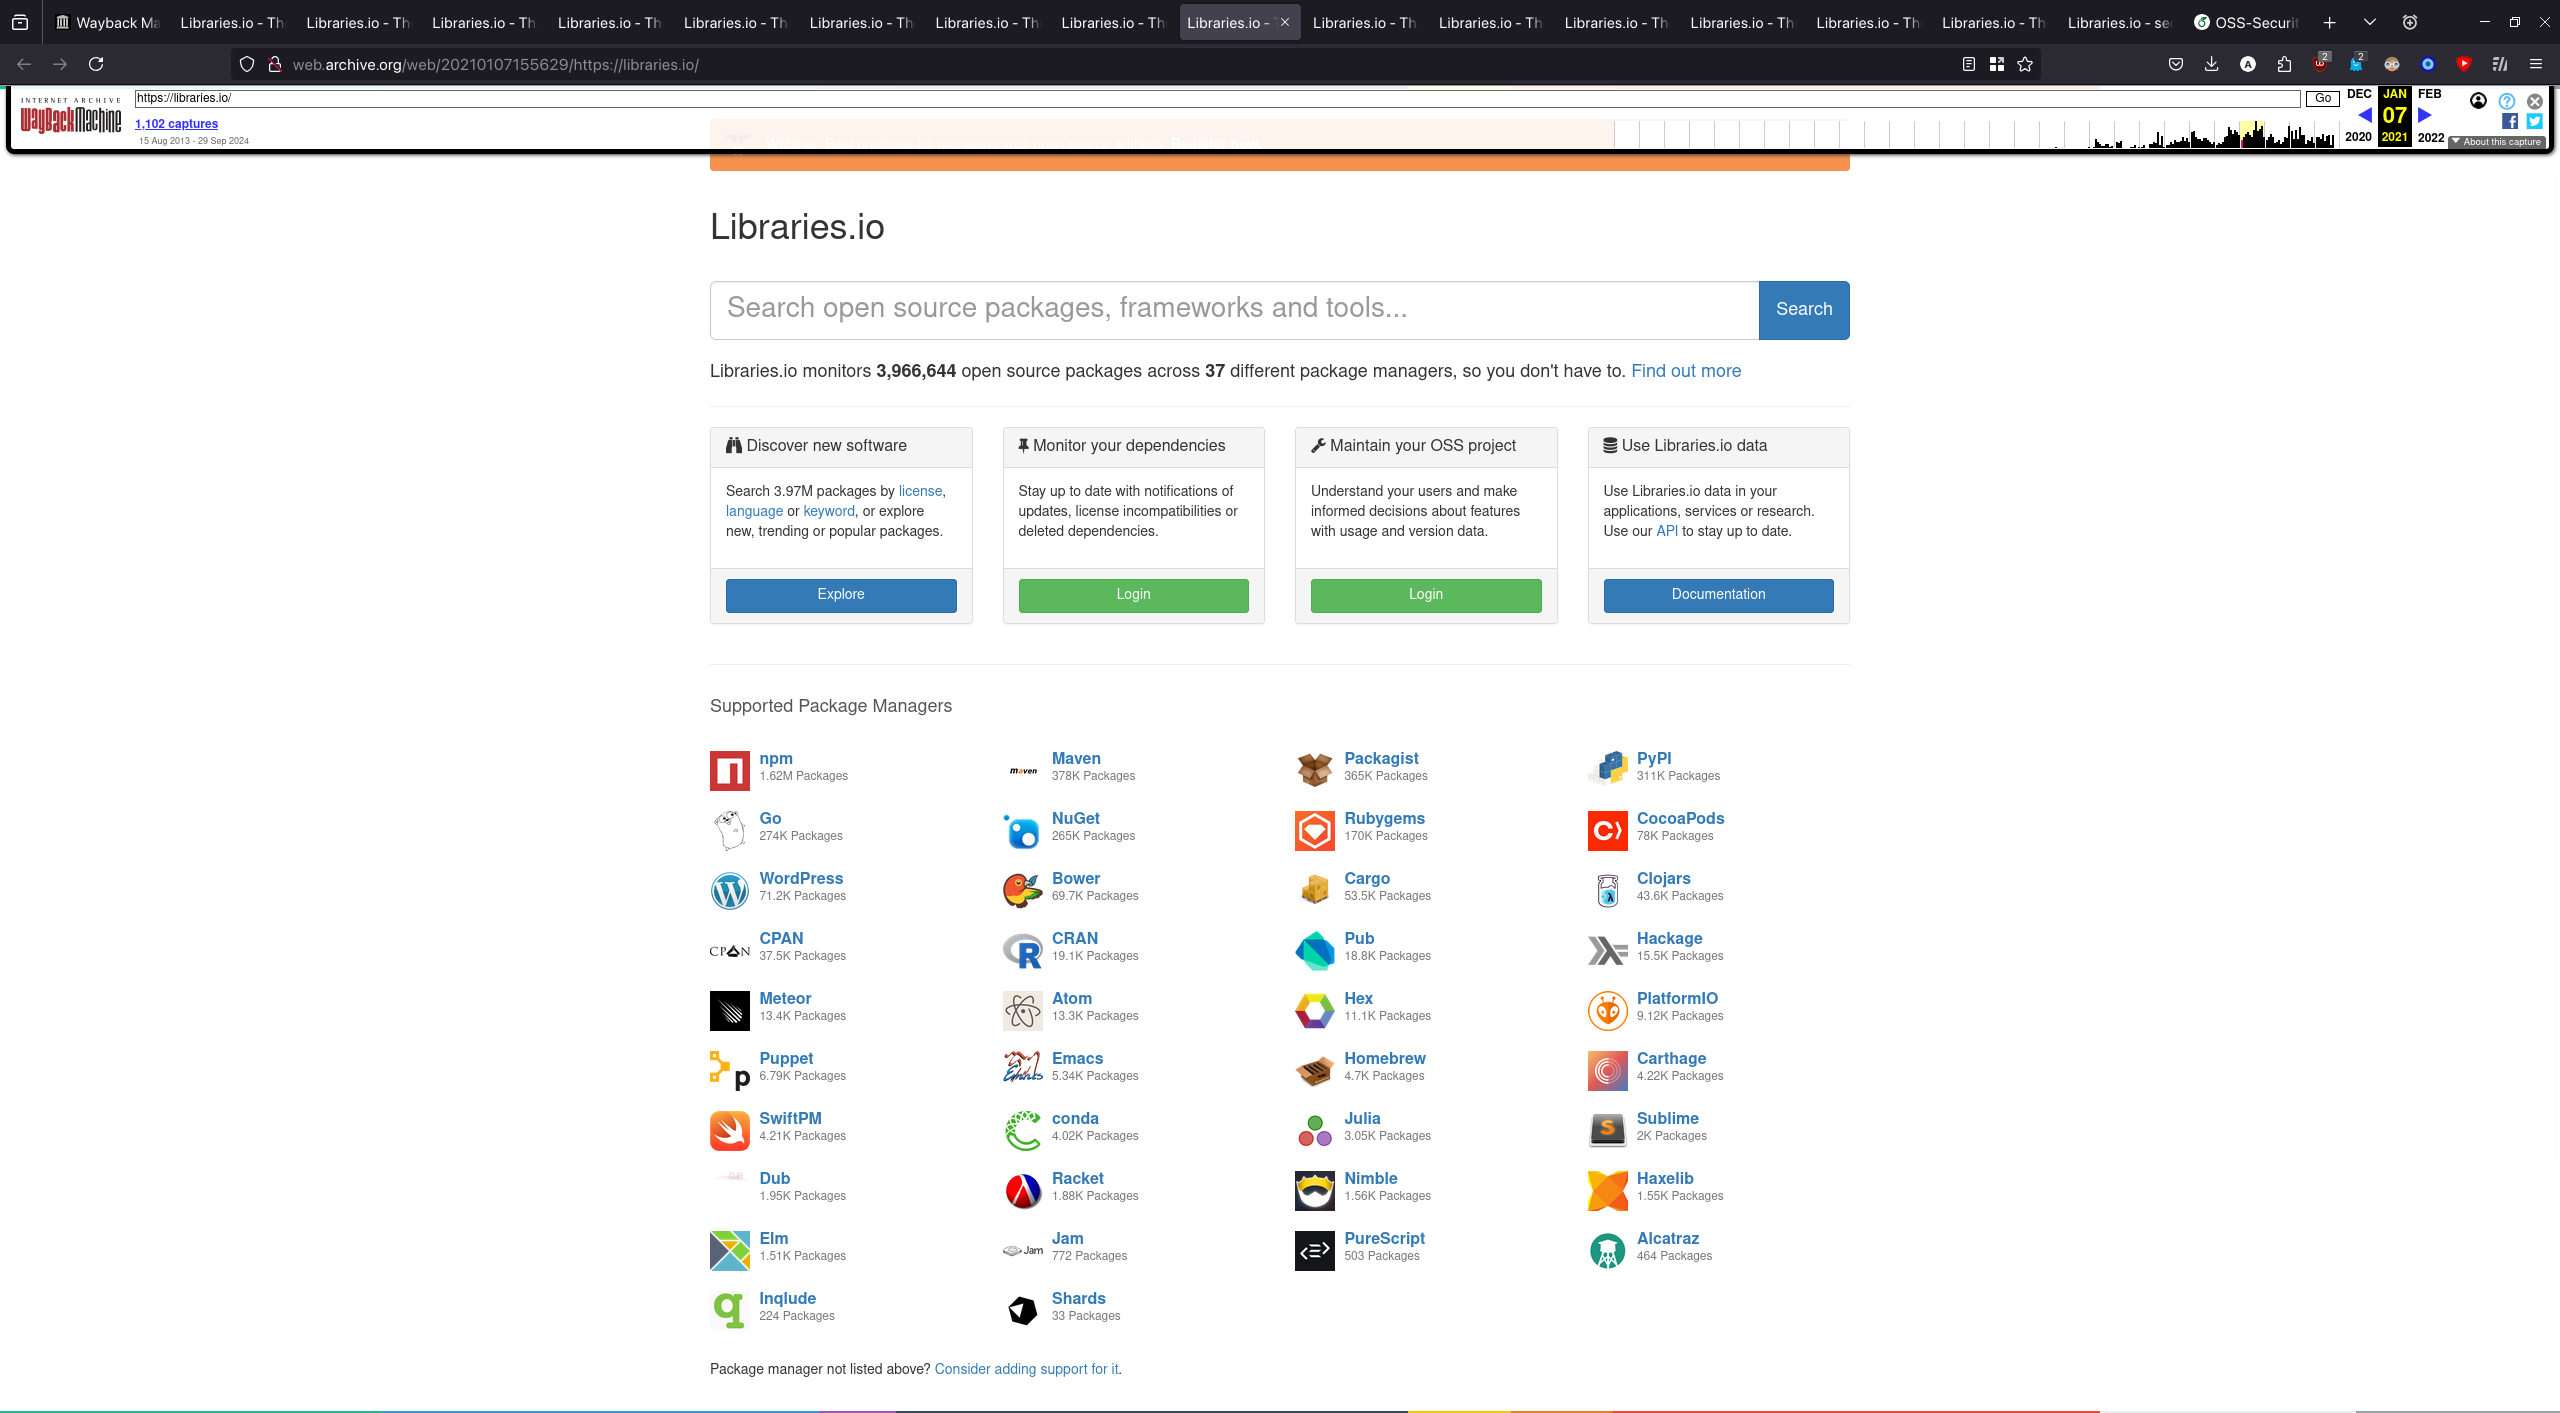 Wayback Ma
Libraries.io - Th
Libraries.io - Th
Libraries.io - Th
Libraries.io - Th
Libraries.io - Th
Libraries.io - Th
Libraries.io - Th
Libraries.io - Th
Libraries.io -
Libraries.io - Th
Libraries.io - Th
Libraries.io - Th
Libraries.io - Th
Libraries.io - Th
Libraries.io - Th
Libraries.io - se
OSS-Securit
web.archive.org/web/20210107155629/https://libraries.io/
2
2
INTERNET ARCHIVE
WayBackMachine
https://libraries.io/
Go
DEC JAN FEB
1,102 captures
07
15 Aug 2013 - 29 Sep 2024
2020 2021 2022
About this capture
Libraries.io
Search open source packages, frameworks and tools...
Search
Libraries.io monitors 3,966,644 open source packages across 37 different package managers, so you don't have to. Find out more
Discover new software
Search 3.97M packages by license,
language or keyword, or explore
new, trending or popular packages.
Explore
Monitor your dependencies
Stay up to date with notifications of
updates, license incompatibilities or
deleted dependencies.
Login
Maintain your OSS project
Understand your users and make
informed decisions about features
with usage and version data.
Login
Use Libraries.io data
Use Libraries.io data in your
applications, services or research.
Use our API to stay up to date.
Documentation
Supported Package Managers
npm
1.62M Packages
Maven
378K Packages
Packagist
365K Packages
PyPI
311K Packages
Go
274K Packages
NuGet
265K Packages
Rubygems
170K Packages
CocoaPods
78K Packages
WordPress
71.2K Packages
Bower
69.7K Packages
Cargo
53.5K Packages
Clojars
43.6K Packages
CPAN
37.5K Packages
CRAN
19.1K Packages
Pub
18.8K Packages
Hackage
15.5K Packages
Meteor
13.4K Packages
Atom
13.3K Packages
Hex
11.1K Packages
PlatformIO
9.12K Packages
Puppet
6.79K Packages
Emacs
5.34K Packages
Homebrew
4.7K Packages
Carthage
4.22K Packages
SwiftPM
4.21K Packages
conda
4.02K Packages
Julia
3.05K Packages
Sublime
2K Packages
Dub
1.95K Packages
Racket
1.88K Packages
Nimble
1.56K Packages
Haxelib
1.55K Packages
Elm
1.51K Packages
Jam
772 Packages
PureScript
503 Packages
Alcatraz
464 Packages
Inqlude
224 Packages
Shards
33 Packages
Package manager not listed above? Consider adding support for it.